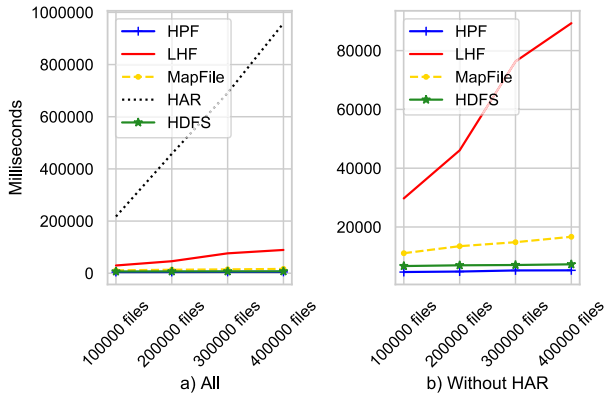 1000000
800000
600000
400000
200000
0
Milliseconds
HPF
LHF
MapFile
HAR
HDFS
100000 files
200000 files
300000 files
400000 files
a) All
80000
60000
40000
20000
HPF
LHF
MapFile
HDFS
100000 files
200000 files
300000 files
400000 files
b) Without HAR